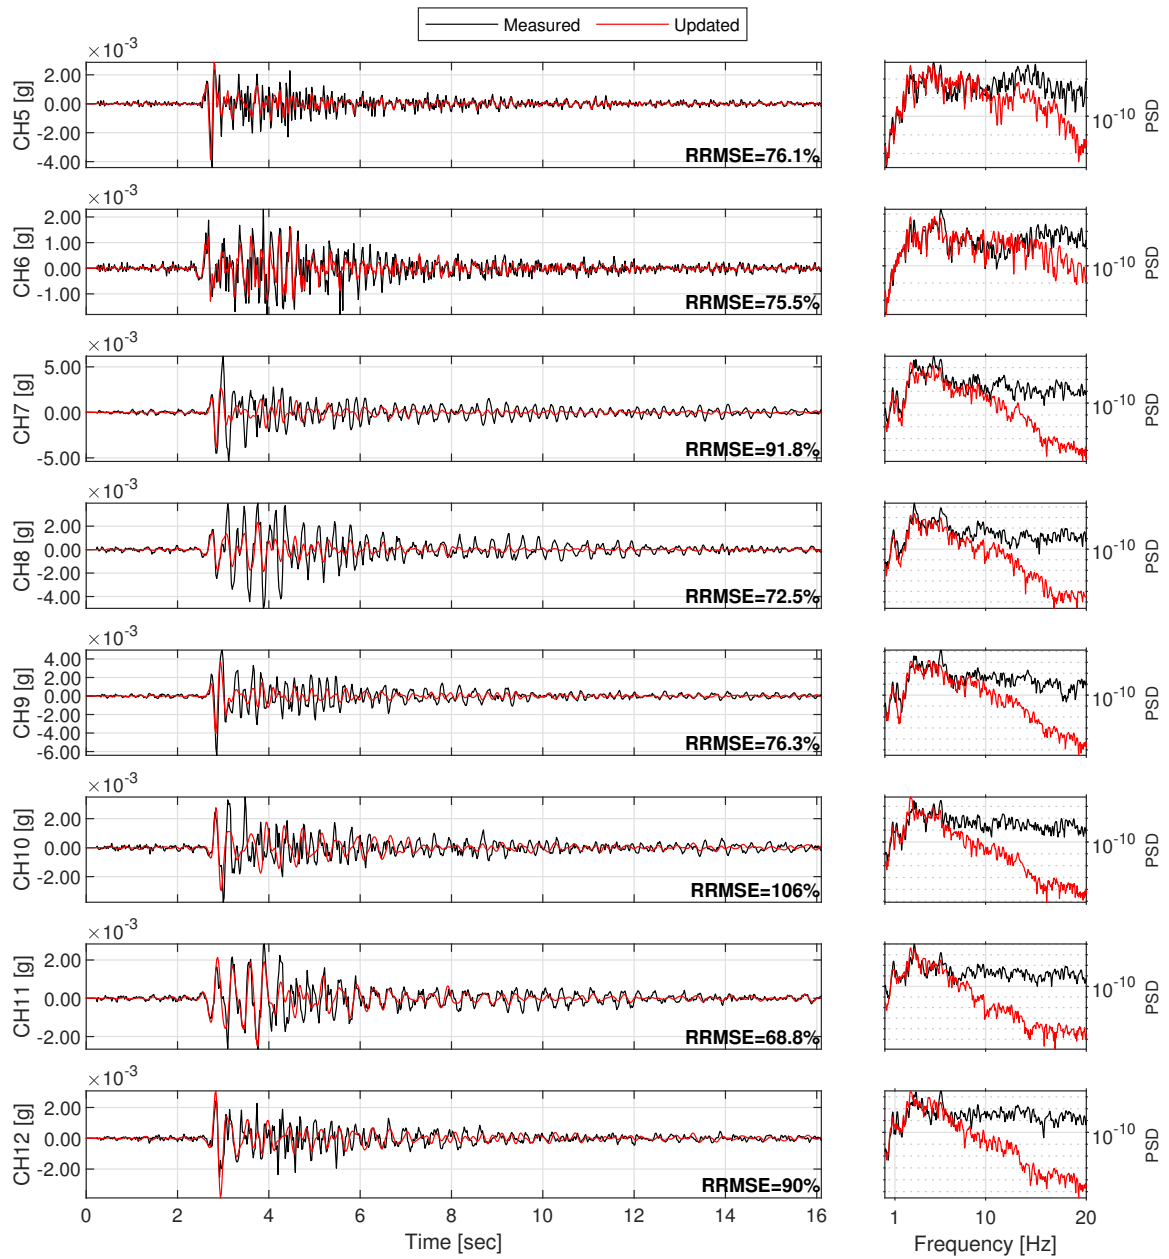 Measured Updated
×10-3
CH5 [g]
2.00
0.00
-2.00
-4.00
RRMSE=76.1%
10-10
PSD
×10-3
CH6 [g]
2.00
1.00
0.00
-1.00
RRMSE=75.5%
10-10
PSD
×10-3
CH7 [g]
5.00
0.00
-5.00
RRMSE=91.8%
10-10
PSD
×10-3
CH8 [g]
2.00
0.00
-2.00
-4.00
RRMSE=72.5%
10-10
PSD
×10-3
CH9 [g]
4.00
2.00
0.00
-2.00
-4.00
-6.00
RRMSE=76.3%
10-10
PSD
×10-3
CH10 [g]
2.00
0.00
-2.00
RRMSE=106%
10-10
PSD
×10-3
CH11 [g]
2.00
0.00
-2.00
RRMSE=68.8%
10-10
PSD
×10-3
CH12 [g]
2.00
0.00
-2.00
RRMSE=90%
10-10
PSD
0 2 4 6 8 10 12 14 16
Time [sec]
1 10 20
Frequency [Hz]